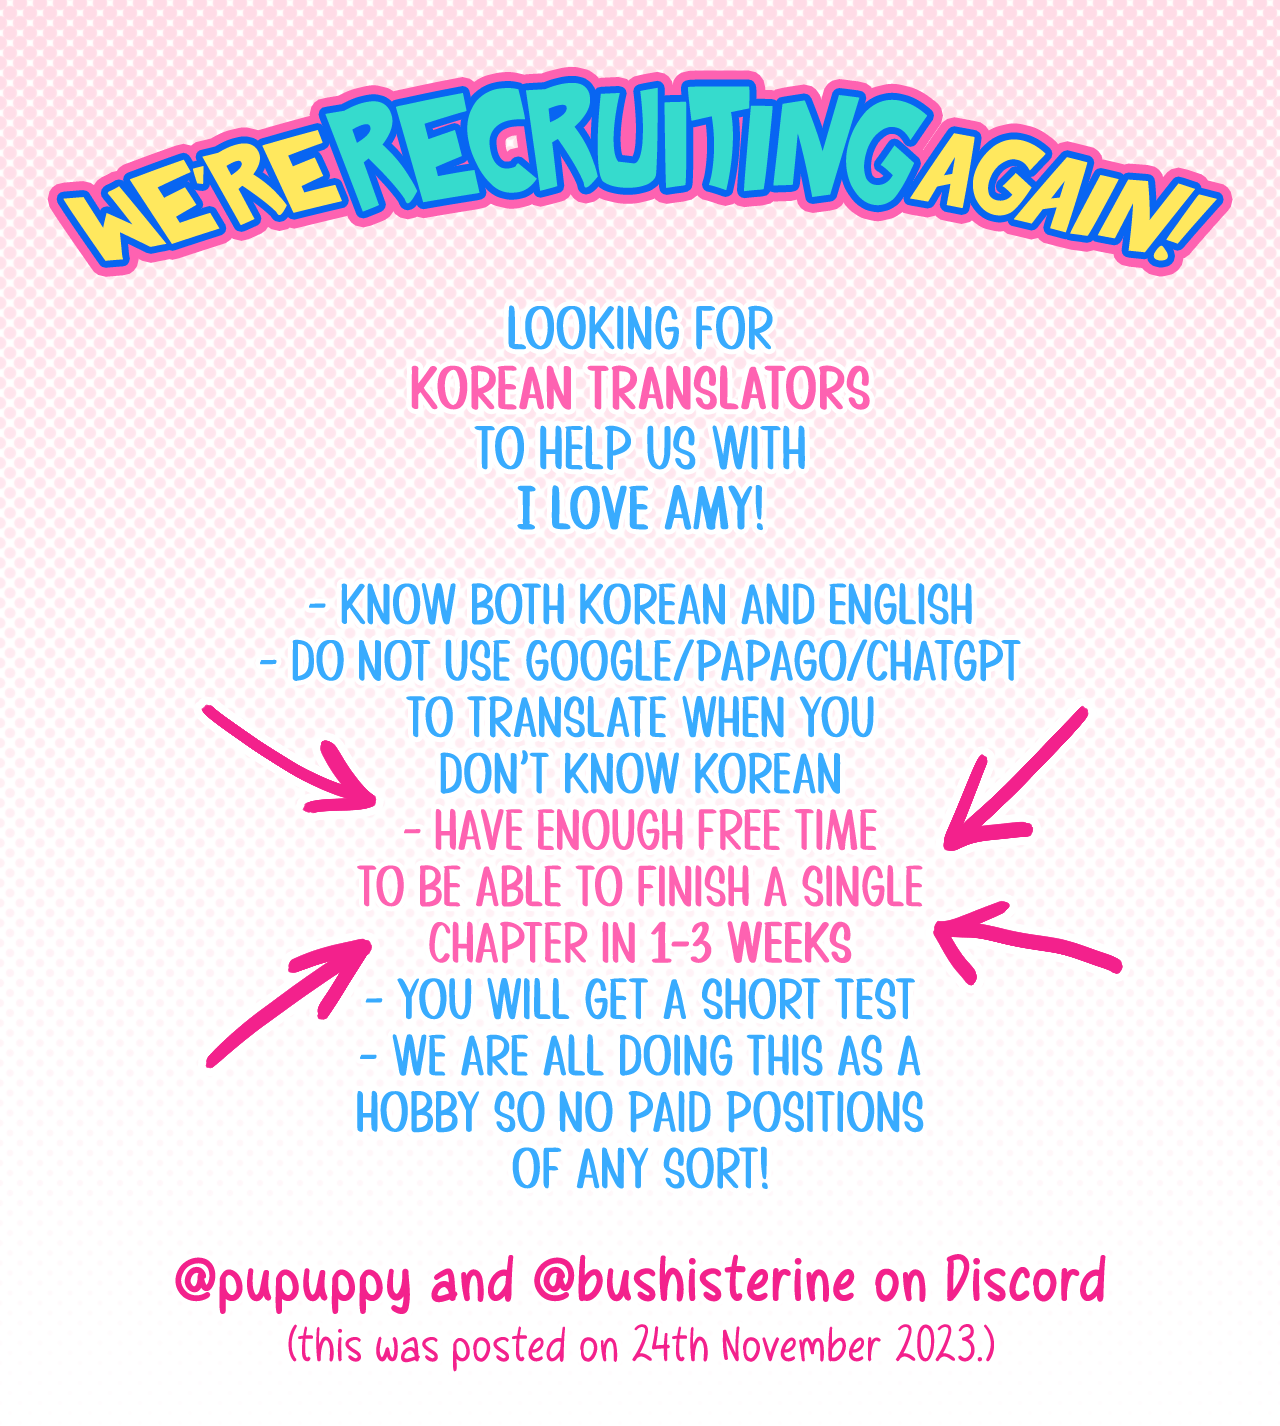 WE'RE RECRUITING AGAIN!
LOOKING FOR
KOREAN TRANSLATORS
TO HELP US WITH
I LOVE AMY!
- KNOW BOTH KOREAN AND ENGLISH
- DO NOT USE GOOGLE/PAPAGO/CHATGPT
TO TRANSLATE WHEN YOU
DON'T KNOW KOREAN
- HAVE ENOUGH FREE TIME
TO BE ABLE TO FINISH A SINGLE
CHAPTER IN 1-3 WEEKS
- YOU WILL GET A SHORT TEST
- WE ARE ALL DOING THIS AS A
HOBBY SO NO PAID POSITIONS
OF ANY SORT!
@pupuppy and @bushisterine on Discord
(this was posted on 24th November 2023.)